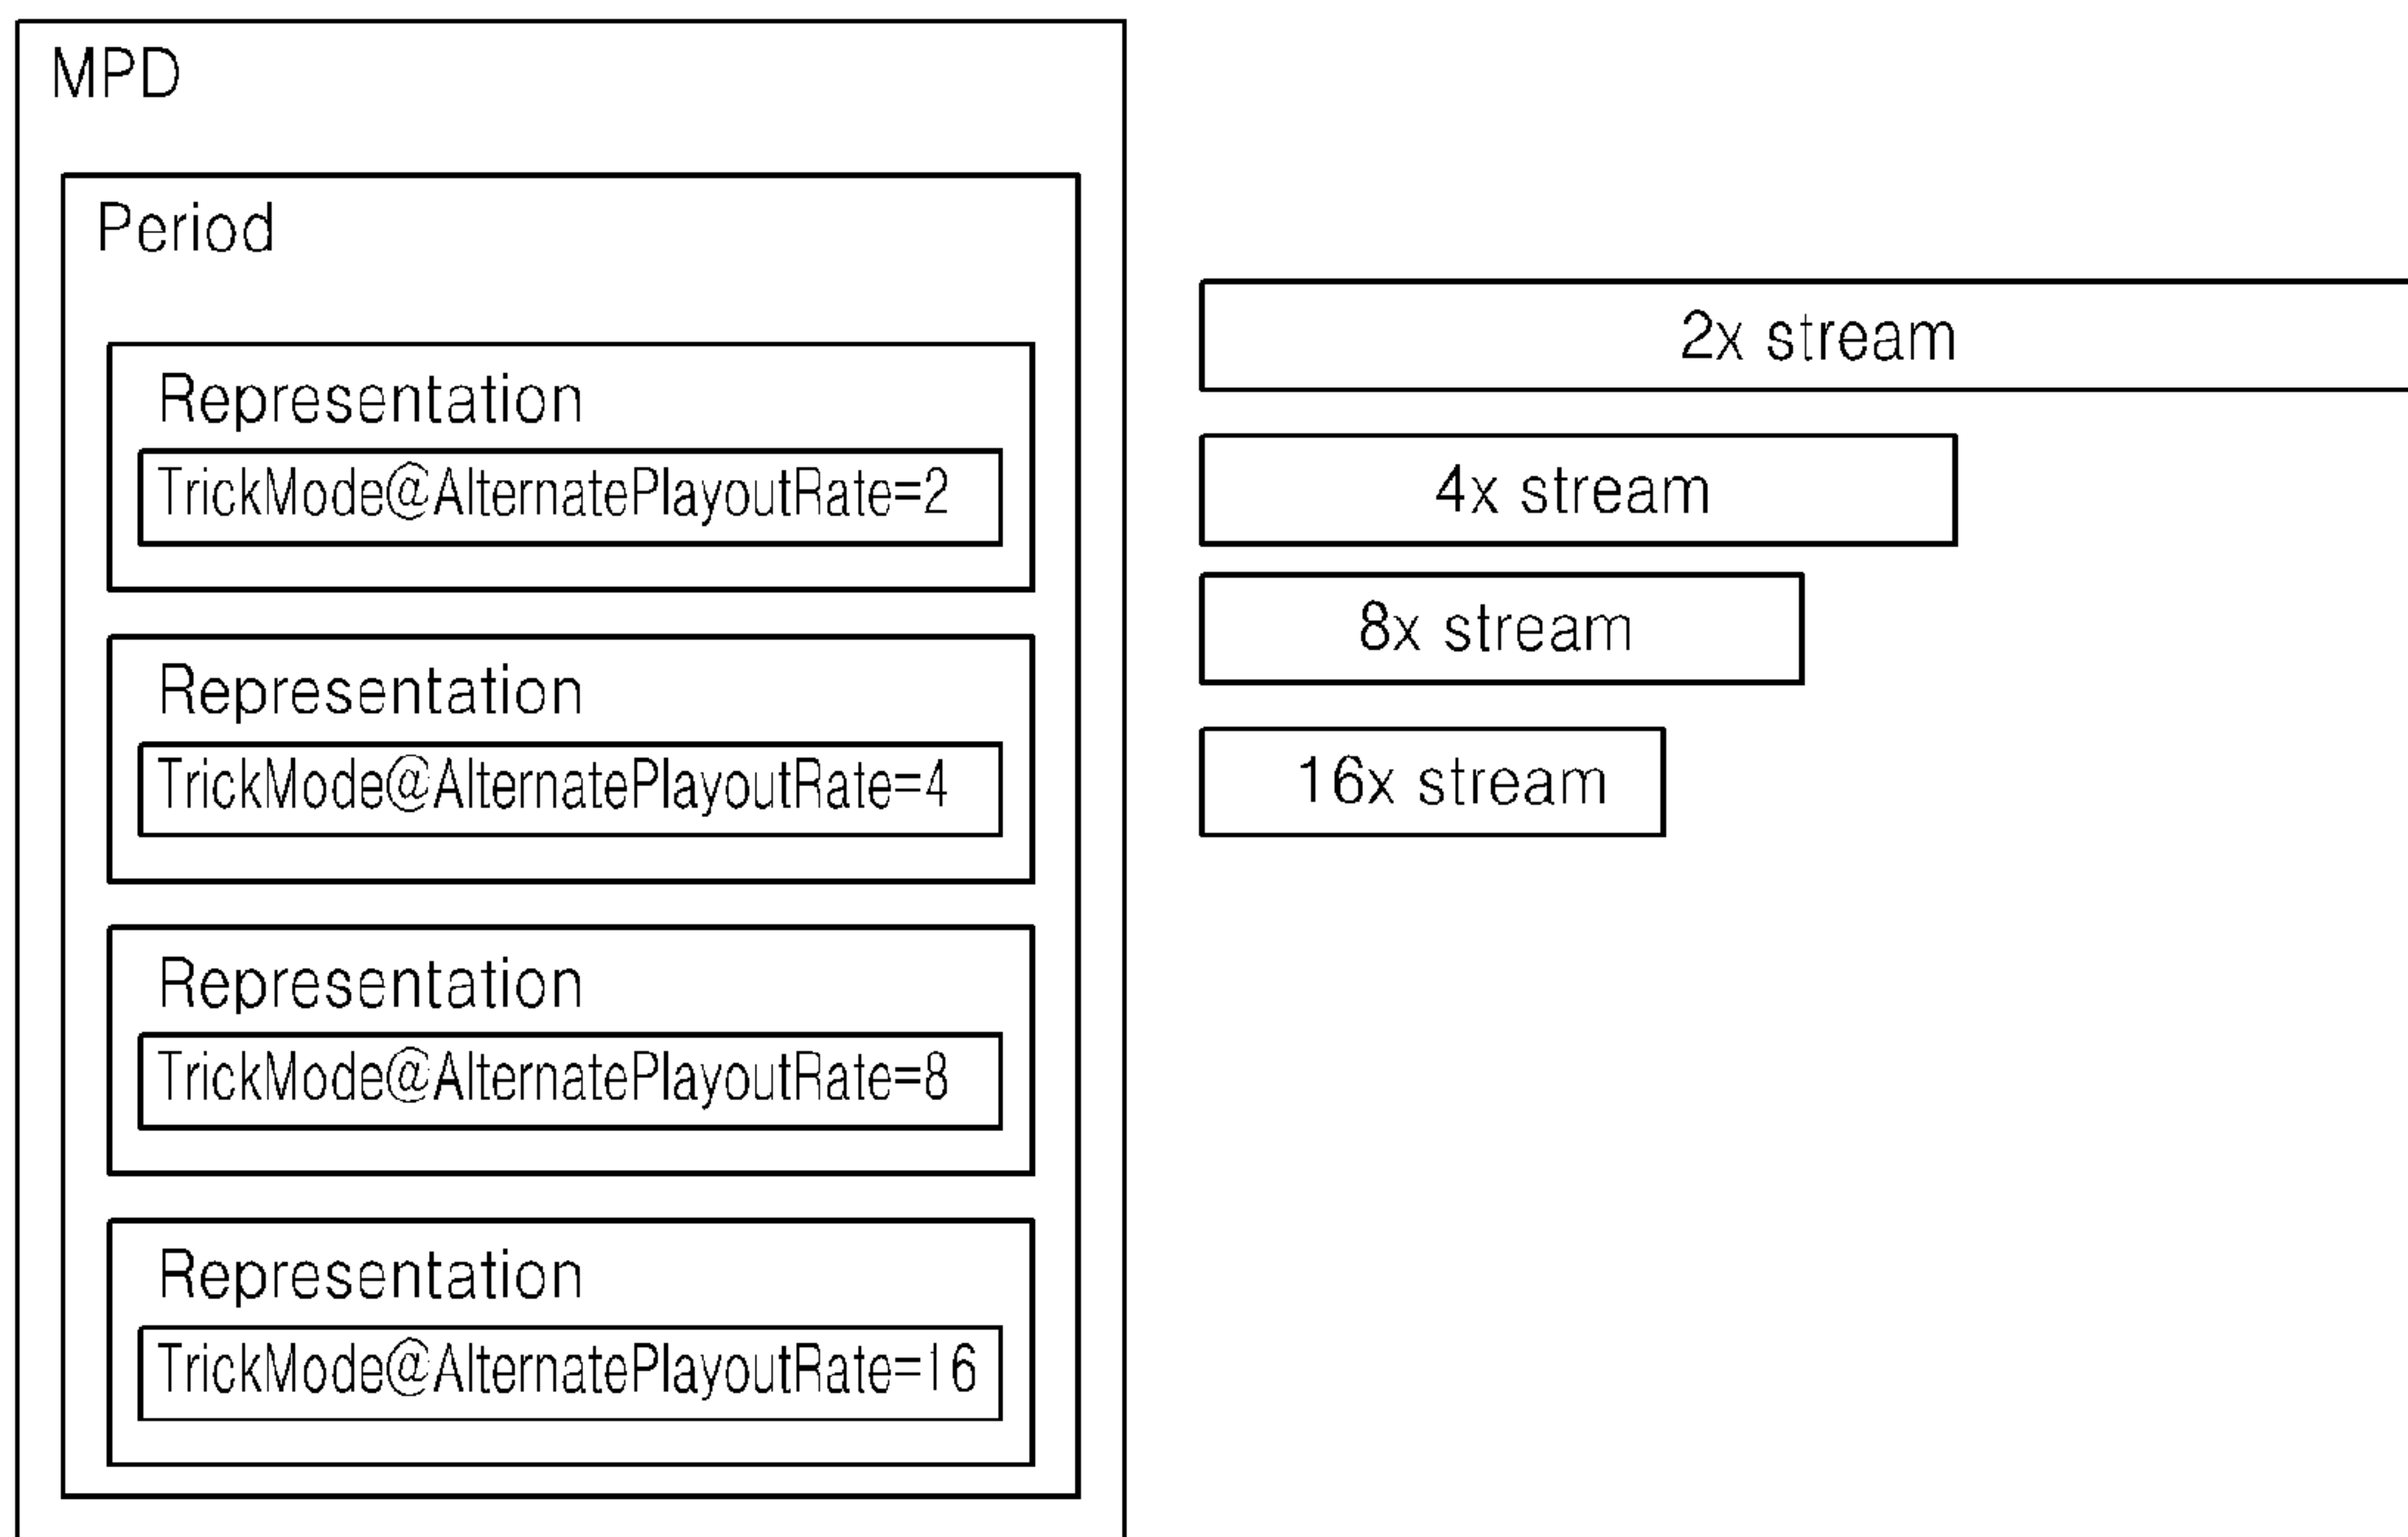 MPD
Period
Representation
TrickMode@AlternatePlayoutRate=2
Representation
TrickMode@AlternatePlayoutRate=4
Representation
TrickMode@AlternatePlayoutRate=8
Representation
TrickMode@AlternatePlayoutRate=16
2x stream
4x stream
8x stream
16x stream